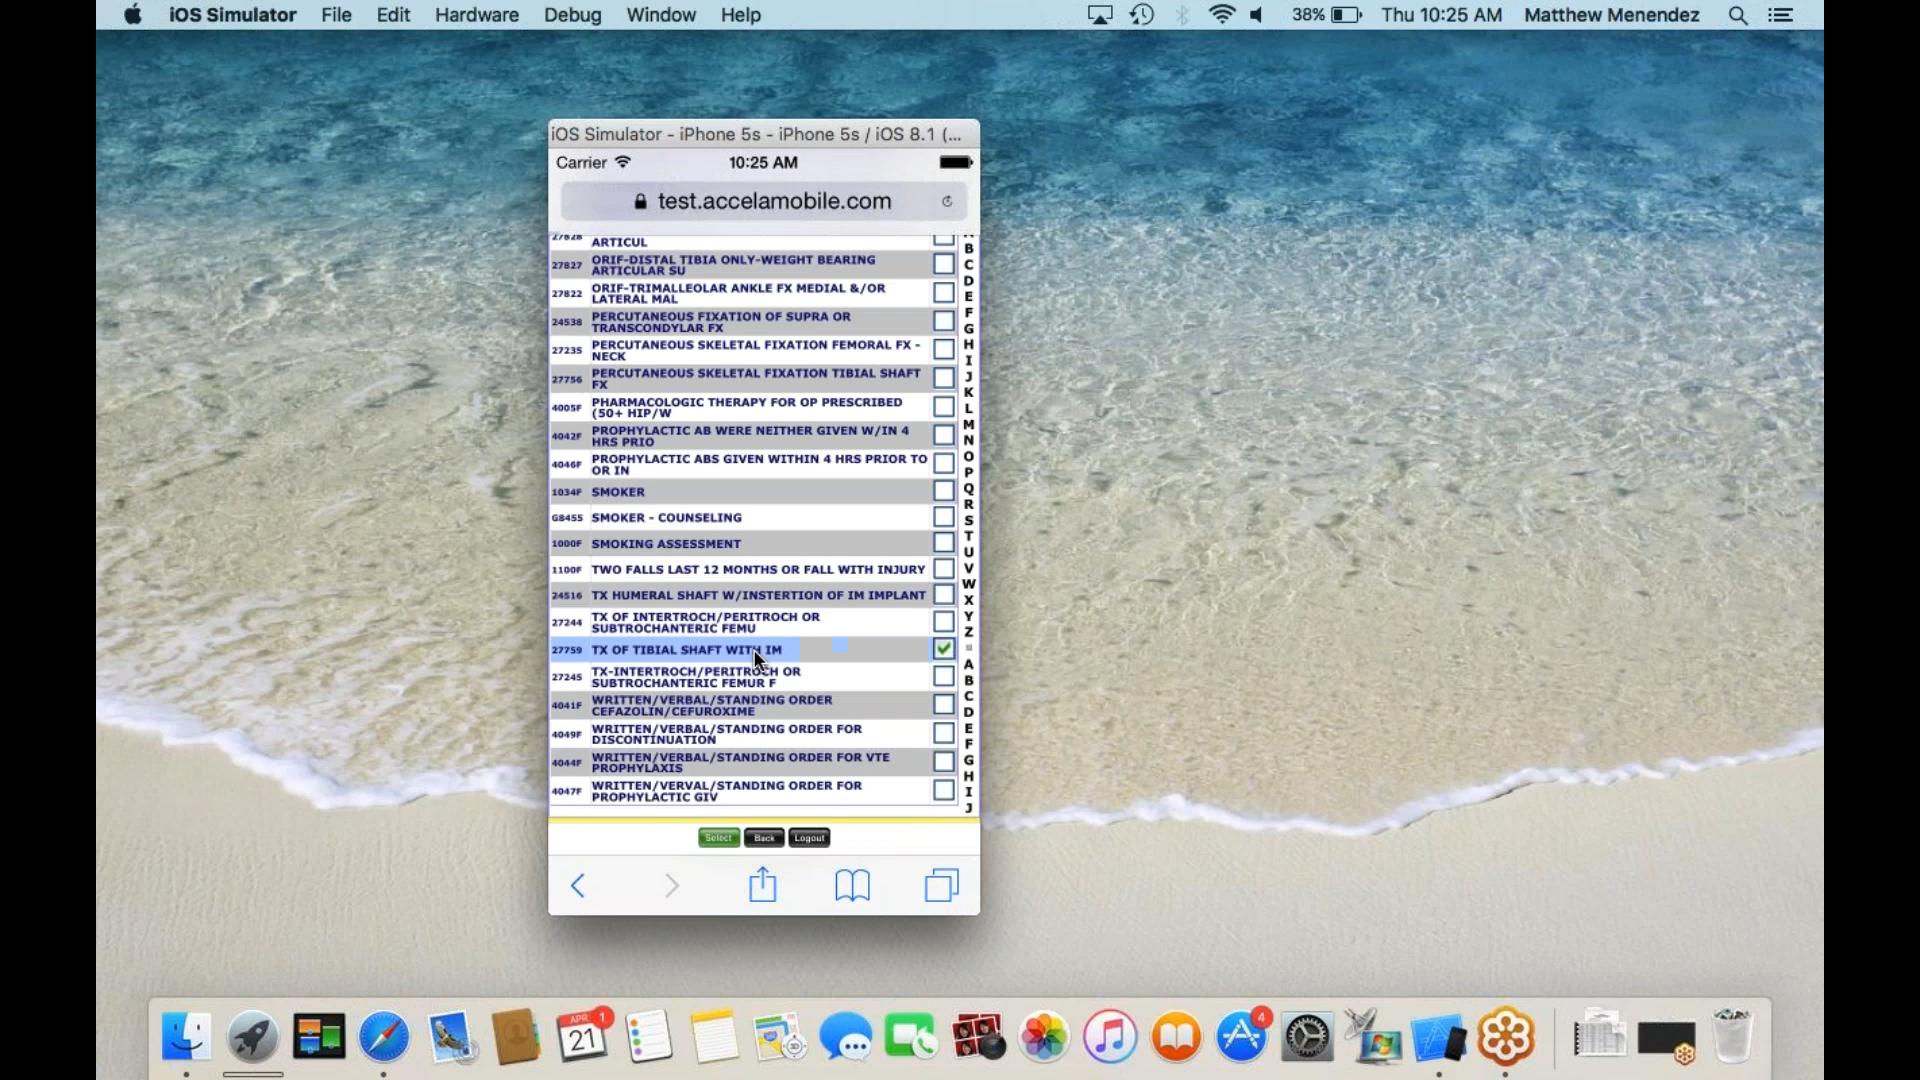 iOS Simulator File Edit Hardware Debug Window Help 38% Thu 10:25 AM Matthew Menendez
iOS Simulator - iPhone 5s - iPhone 5s / iOS 8.1 (...
Carrier 10:25 AM
test.accelamobile.com
27828 ARTICUL
27827 ORIF-DISTAL TIBIA ONLY-WEIGHT BEARING
ARTICULAR SU
27822 ORIF-TRIMALLEOLAR ANKLE FX MEDIAL &/OR
LATERAL MAL
24538 PERCUTANEOUS FIXATION OF SUPRA OR
TRANSCONDYLAR FX
27235 PERCUTANEOUS SKELETAL FIXATION FEMORAL FX -
NECK
27756 PERCUTANEOUS SKELETAL FIXATION TIBIAL SHAFT
FX
4005F PHARMACOLOGIC THERAPY FOR OP PRESCRIBED
(50+ HIP/W
4042F PROPHYLACTIC AB WERE NEITHER GIVEN W/IN 4
HRS PRIO
4046F PROPHYLACTIC ABS GIVEN WITHIN 4 HRS PRIOR TO
OR IN
1034F SMOKER
G8455 SMOKER - COUNSELING
1000F SMOKING ASSESSMENT
1100F TWO FALLS LAST 12 MONTHS OR FALL WITH INJURY
24516 TX HUMERAL SHAFT W/INSTERTION OF IM IMPLANT
27244 TX OF INTERTROCH/PERITROCH OR
SUBTROCHANTERIC FEMU
27759 TX OF TIBIAL SHAFT WITH IM
27245 TX-INTERTROCH/PERITROCH OR
SUBTROCHANTERIC FEMUR F
4041F WRITTEN/VERBAL/STANDING ORDER
CEFAZOLIN/CEFUROXIME
4049F WRITTEN/VERBAL/STANDING ORDER FOR
DISCONTINUATION
4044F WRITTEN/VERBAL/STANDING ORDER FOR VTE
PROPHYLAXIS
4047F WRITTEN/VERVAL/STANDING ORDER FOR
PROPHYLACTIC GIV
B
C
D
E
F
G
H
I
J
K
L
M
N
O
P
Q
R
S
T
U
V
W
X
Y
Z
A
B
C
D
E
F
G
H
I
J
Select Back Logout
APR 1
21
3D
4